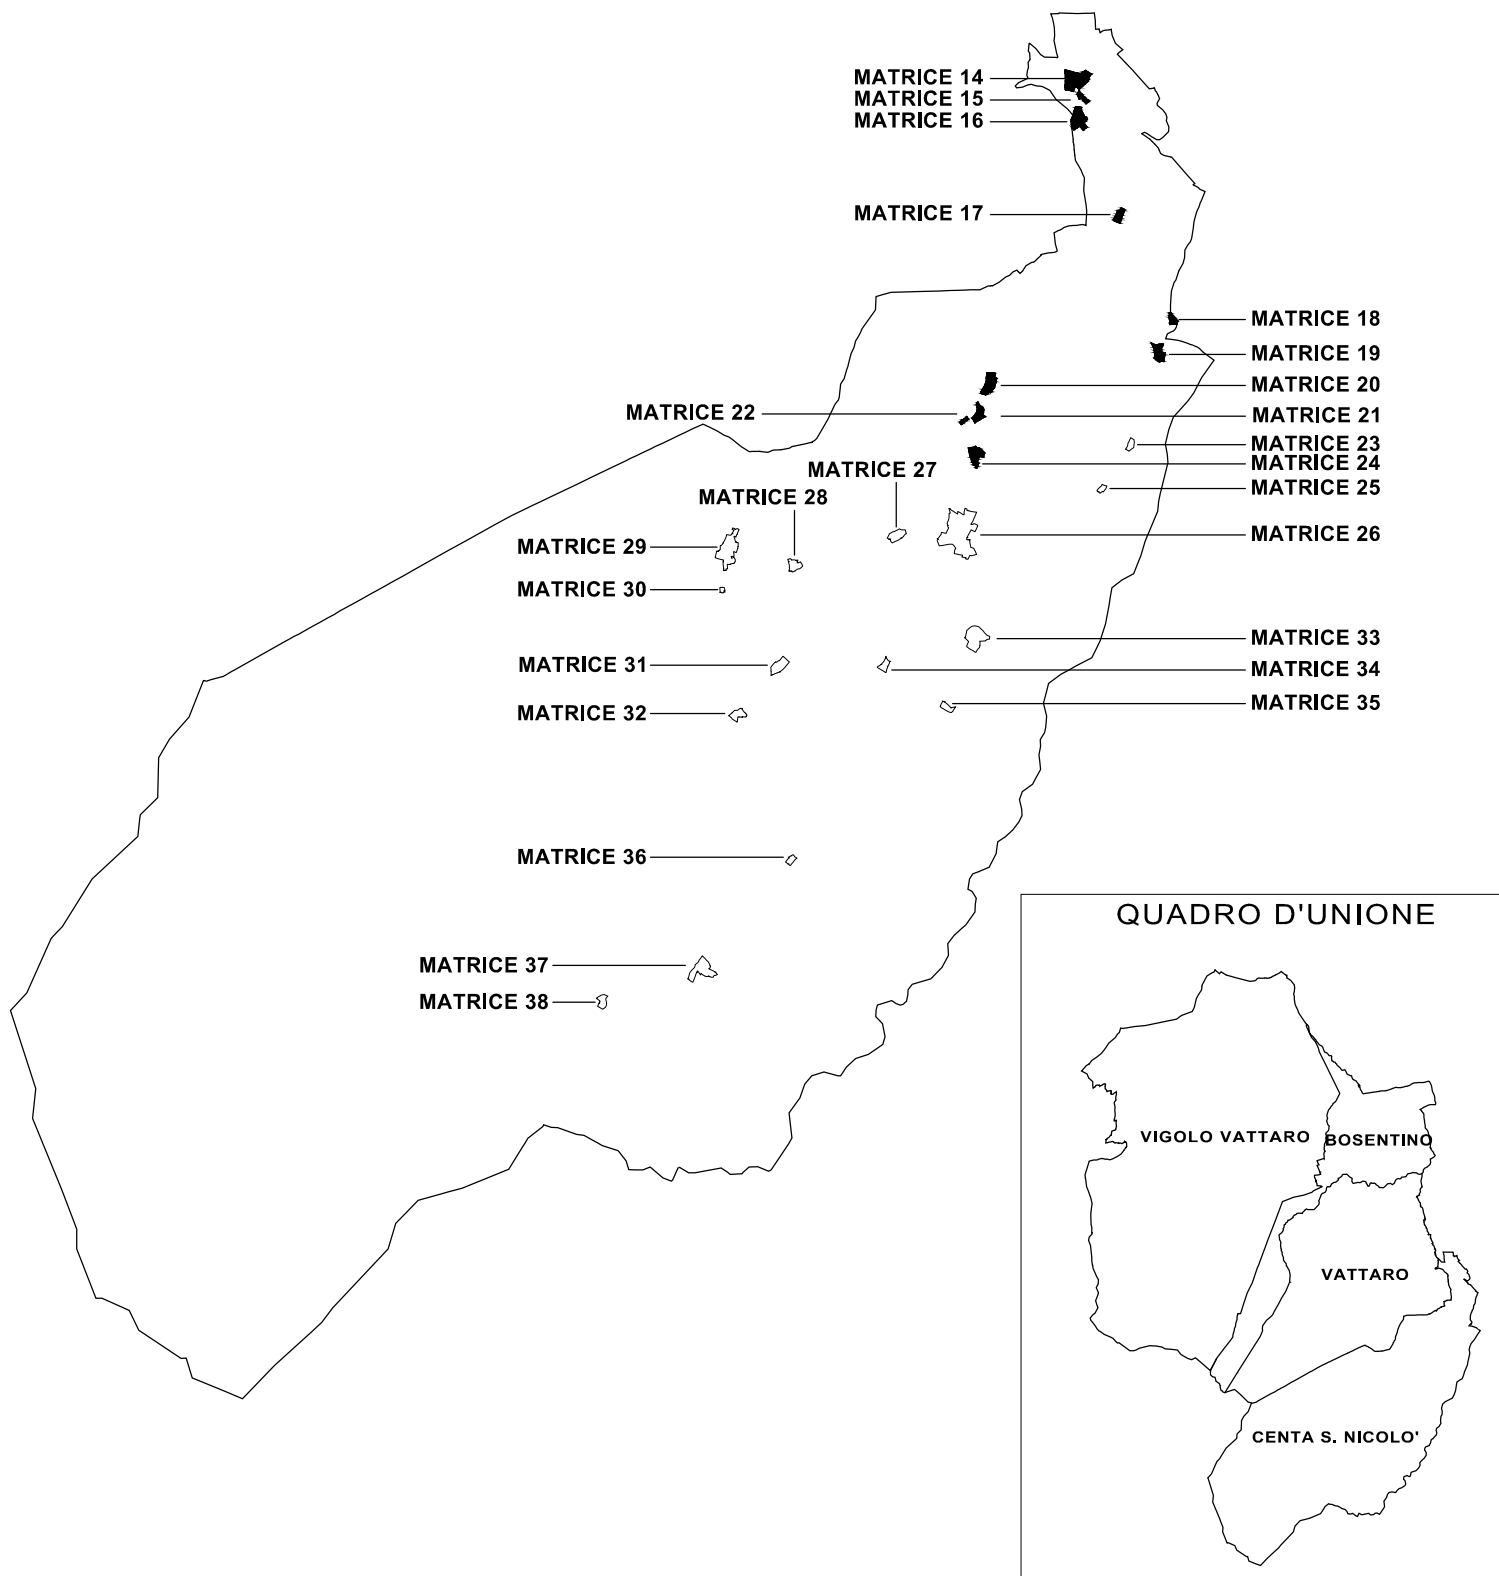 MATRICE 14
MATRICE 15
MATRICE 16
MATRICE 17
MATRICE 18
MATRICE 19
MATRICE 20
MATRICE 22
MATRICE 21
MATRICE 23
MATRICE 24
MATRICE 27
MATRICE 25
MATRICE 28
MATRICE 26
MATRICE 29
MATRICE 30
MATRICE 33
MATRICE 31
MATRICE 34
MATRICE 35
MATRICE 32
MATRICE 36
MATRICE 37
MATRICE 38
QUADRO D'UNIONE
VIGOLO VATTARO
BOSENTINO
VATTARO
CENTA S. NICOLO'